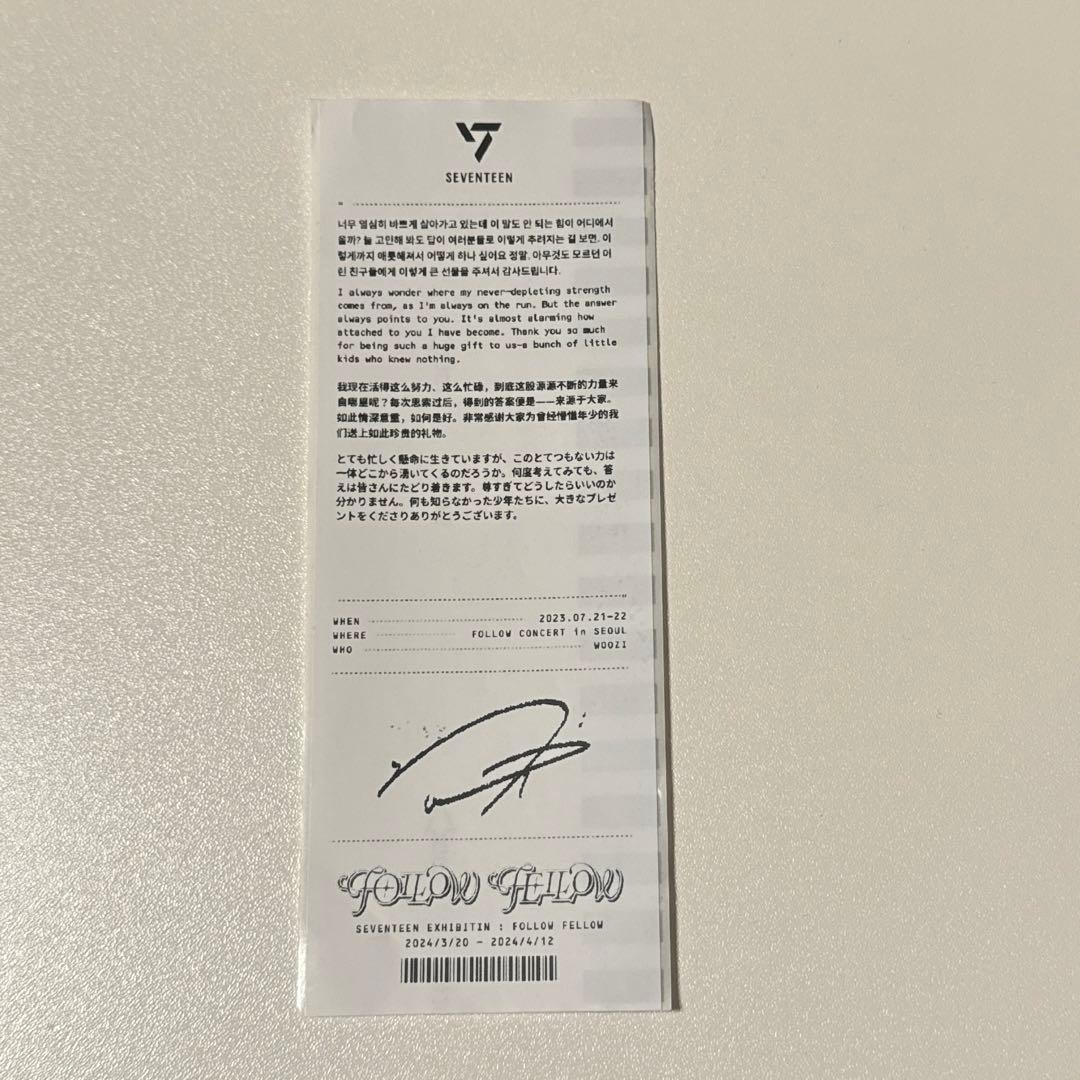 SEVENTEEN
"
너무 열심히 바쁘게 살아가고 있는데 이 말도 안 되는 힘이 어디에서
올까? 늘 고민해 봐도 답이 여러분들로 이렇게 추려지는 걸 보면, 이
렇게까지 애틋해져서 어떻게 하나 싶어요 정말. 아무것도 모르던 어
린 친구들에게 이렇게 큰 선물을 주셔서 감사드립니다.
I always wonder where my never-depleting strength
comes from, as I'm always on the run. But the answer
always points to you. It's almost alarming how
attached to you I have become. Thank you so much
for being such a huge gift to us-a bunch of little
kids who knew nothing.
我现在活得这么努力、这么忙碌，到底这股源源不断的力量来
自哪里呢？每次思索过后，得到的答案便是——来源于大家。
如此情深意重，如何是好。非常感谢大家为曾经懵懂年少的我
们送上如此珍贵的礼物。
とても忙しく懸命に生きていますが、このとてつもない力は
一体どこから湧いてくるのだろうか。何度考えてみても、答
えは皆さんにたどり着きます。尊すぎてどうしたらいいのか
分かりません。何も知らなかった少年たちに、大きなプレゼ
ントをくださりありがとうございます。
"
WHEN 2023.07.21-22
WHERE FOLLOW CONCERT in SEOUL
WHO WOOZI
FOLLOW FELLOW
SEVENTEEN EXHIBITIN : FOLLOW FELLOW
2024/3/20 - 2024/4/12